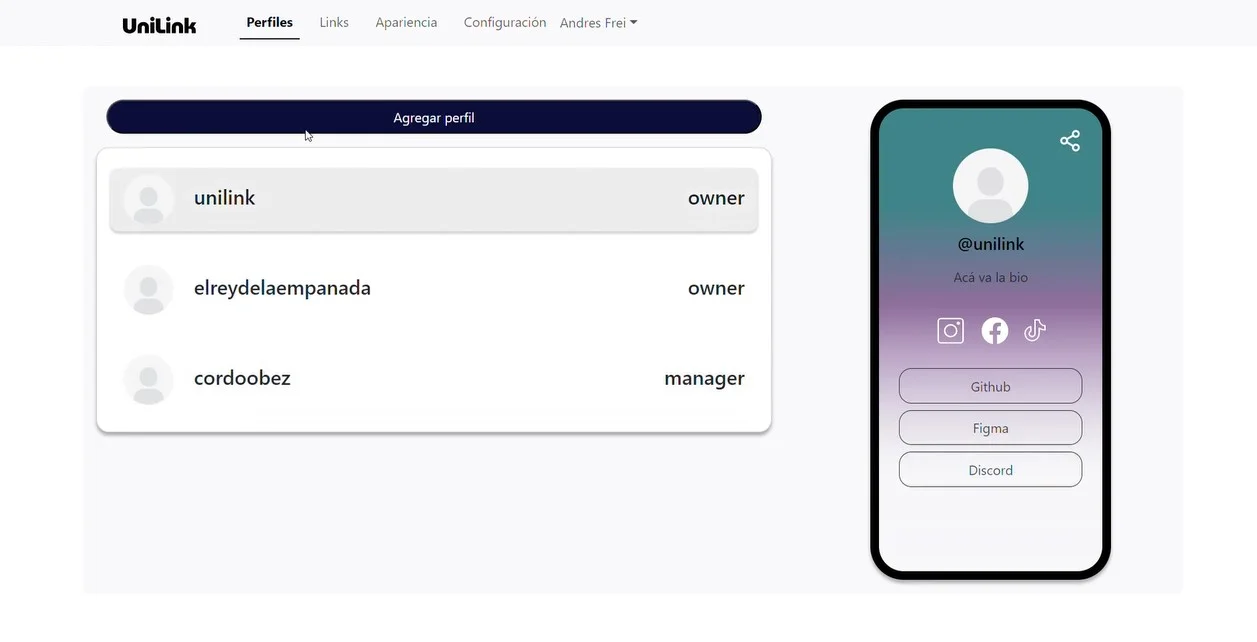 UniLink Perfiles Links Apariencia Configuración Andres Frei
Agregar perfil
unilink owner
elreydelaempanada owner
cordoobez manager
@unilink
Acá va la bio
Github
Figma
Discord